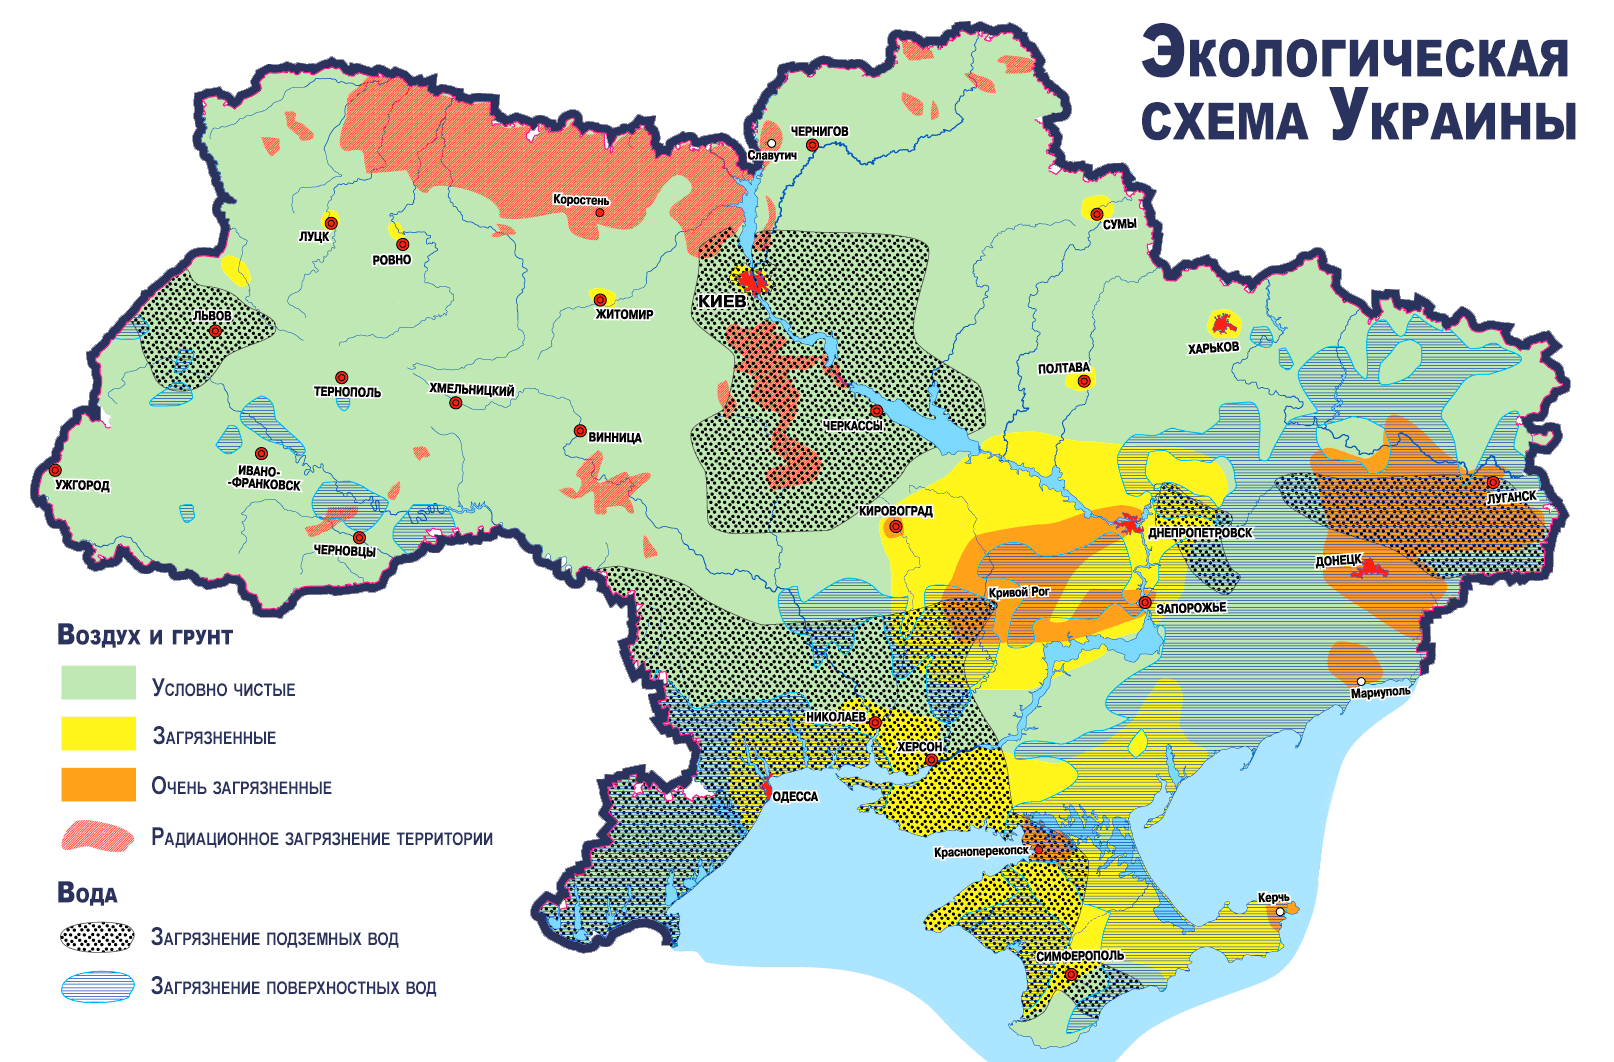 Экологическая
схема Украины
Чернигов
Славутич
Коростень
Сумы
Луцк
Ровно
Киев
Житомир
Львов
Харьков
Полтава
Тернополь
Хмельницкий
Черкассы
Винница
Ужгород
Ивано-
-Франковск
Луганск
Кировоград
Днепропетровск
Черновцы
Донецк
Кривой Рог
Запорожье
Мариуполь
Николаев
Херсон
Одесса
Красноперекопск
Керчь
Симферополь
Воздух и грунт
Условно чистые
Загрязненные
Очень загрязненные
Радиационное загрязнение территории
Вода
Загрязнение подземных вод
Загрязнение поверхностных вод